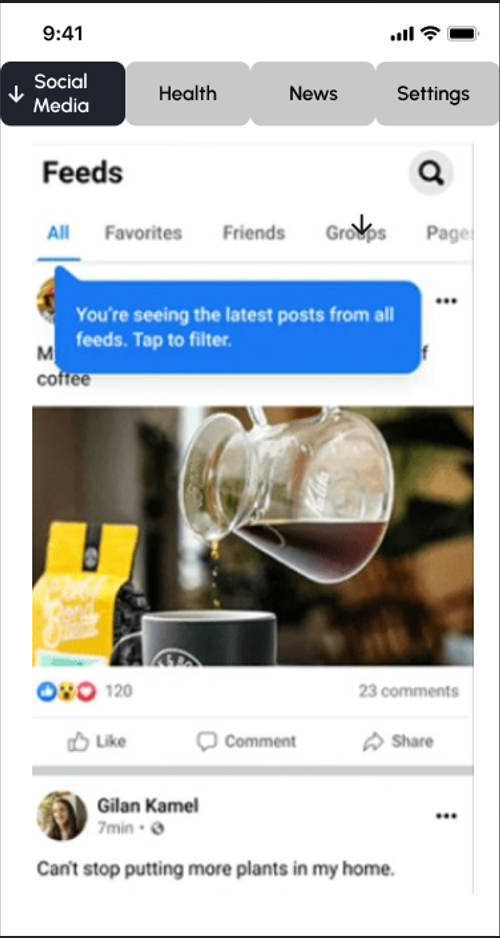 9:41
Social
Media
Health
News
Settings
Feeds
All Favorites Friends Groups Page
You're seeing the latest posts from all
feeds. Tap to filter.
M f
coffee
120 23 comments
Like Comment Share
Gilan Kamel
7min
Can't stop putting more plants in my home.